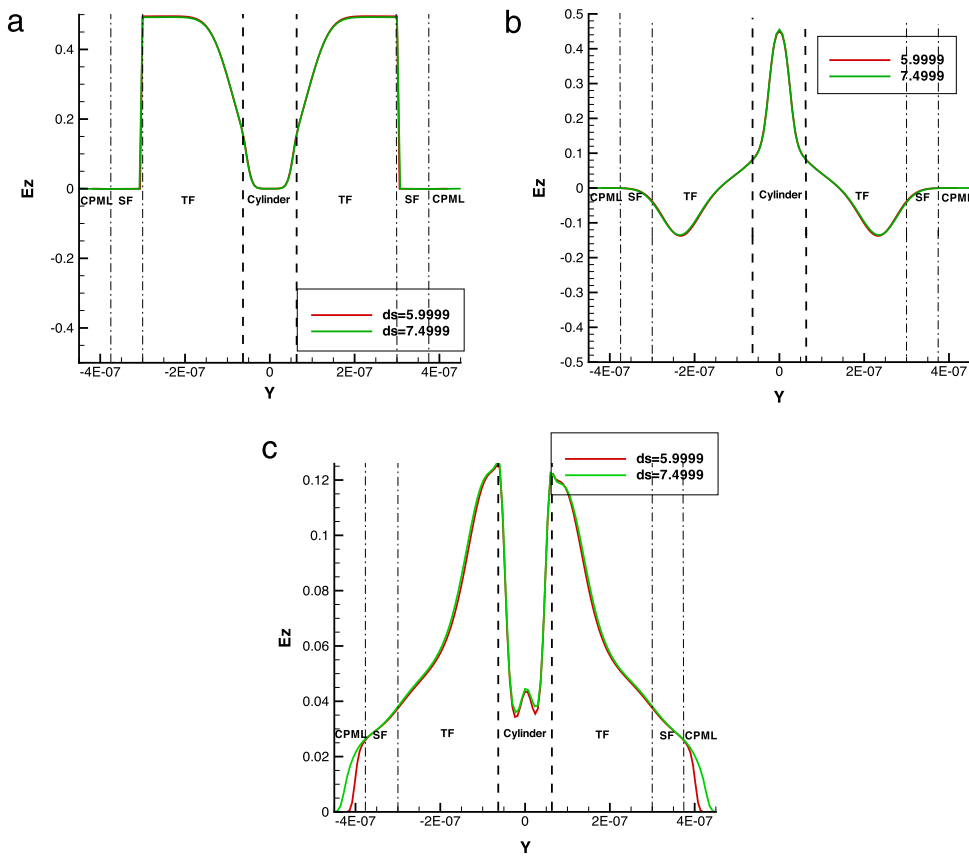 a
Ez
0.4
0.2
0
-0.2
-0.4
CPML SF TF Cylinder TF SF CPML
ds=5.9999
ds=7.4999
-4E-07 -2E-07 0 2E-07 4E-07
Y
b
Ez
0.5
0.4
0.3
0.2
0.1
0
-0.1
-0.2
-0.3
-0.4
-0.5
5.9999
7.4999
CPML SF TF Cylinder TF SF CPML
-4E-07 -2E-07 0 2E-07 4E-07
Y
c
Ez
0.12
0.1
0.08
0.06
0.04
0.02
0
ds=5.9999
ds=7.4999
CPML SF TF Cylinder TF SF CPML
-4E-07 -2E-07 0 2E-07 4E-07
Y